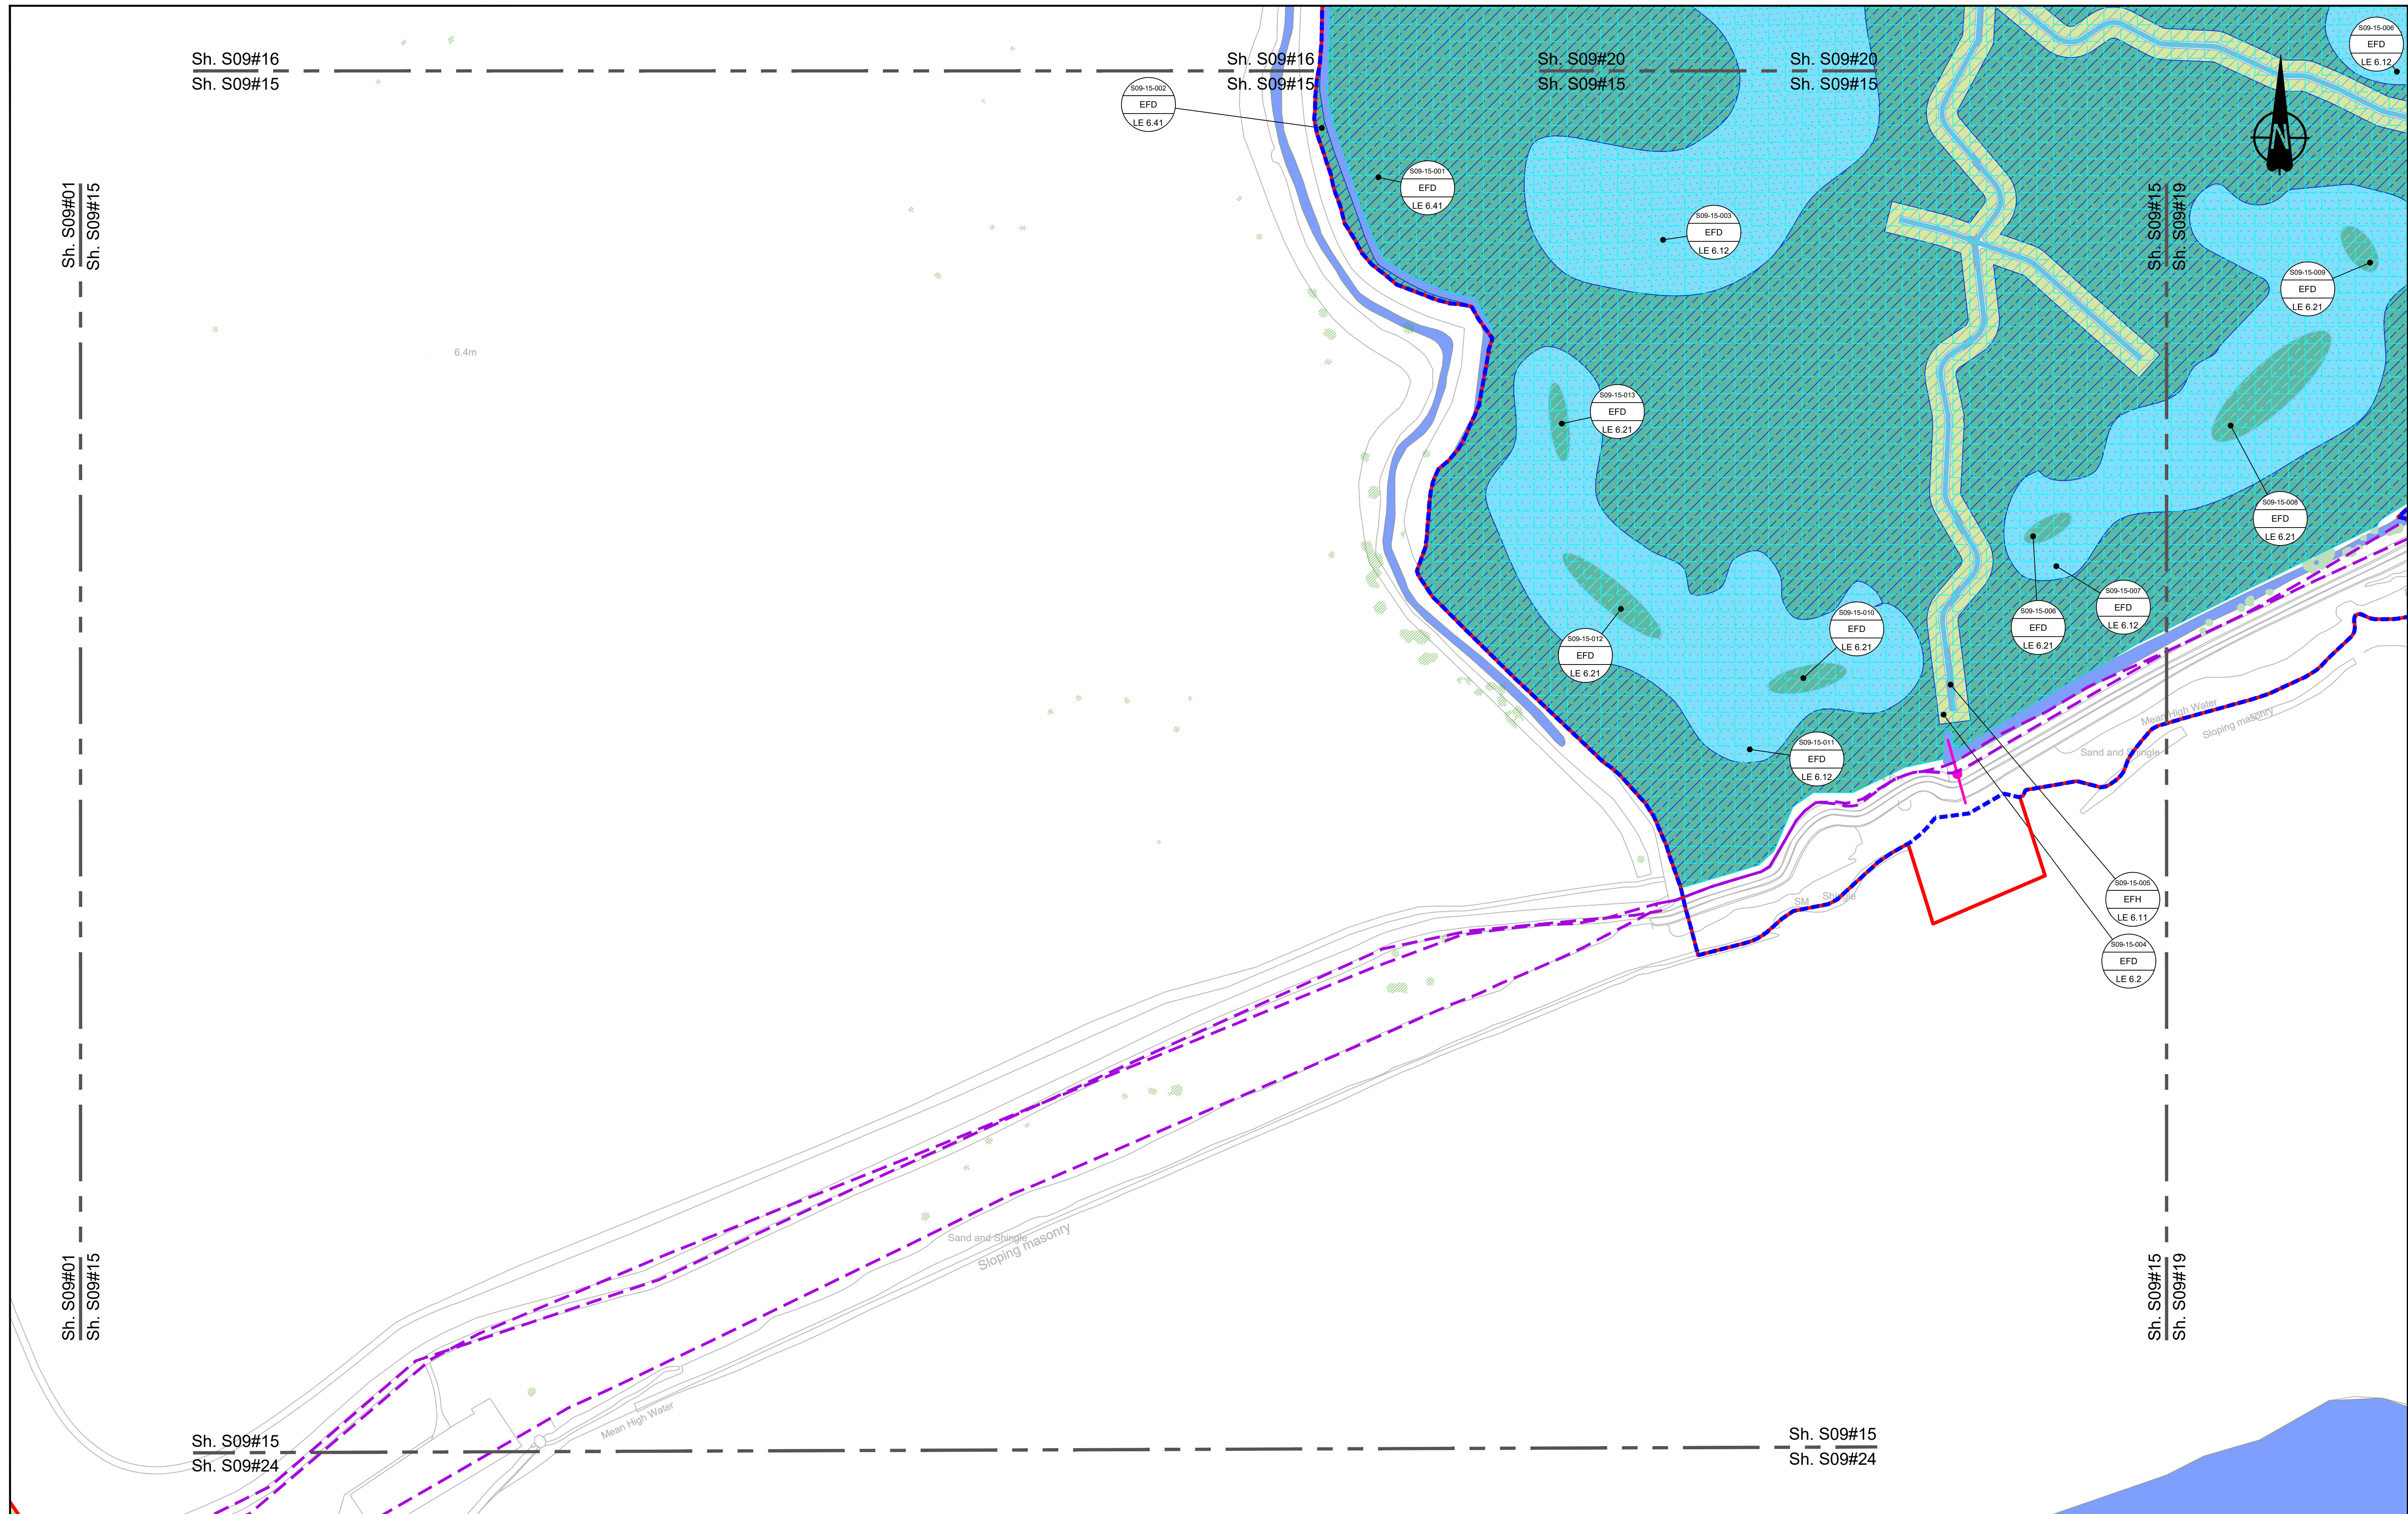 Sh. S09#16
Sh. S09#15
Sh. S09#16
Sh. S09#15
Sh. S09#20
Sh. S09#15
Sh. S09#20
Sh. S09#15
S09-15-006
EFD
LE 6.12
S09-15-002
EFD
LE 6.41
N
S09-15-001
EFD
LE 6.41
S09-15-003
EFD
LE 6.12
Sh. S09#01
Sh. S09#15
Sh. S09#15
Sh. S09#19
S09-15-009
EFD
LE 6.21
6.4m
S09-15-013
EFD
LE 6.21
S09-15-008
EFD
LE 6.21
S09-15-007
EFD
LE 6.12
S09-15-006
EFD
LE 6.21
S09-15-010
EFD
LE 6.21
S09-15-012
EFD
LE 6.21
Mean High Water
Sloping masonry
Sand and Shingle
S09-15-011
EFD
LE 6.12
SM
Shingle
S09-15-005
EFH
LE 6.11
S09-15-004
EFD
LE 6.2
Sand and Shingle
Sloping masonry
Sh. S09#01
Sh. S09#15
Sh. S09#15
Sh. S09#19
Mean High Water
Sh. S09#15
Sh. S09#24
Sh. S09#15
Sh. S09#24